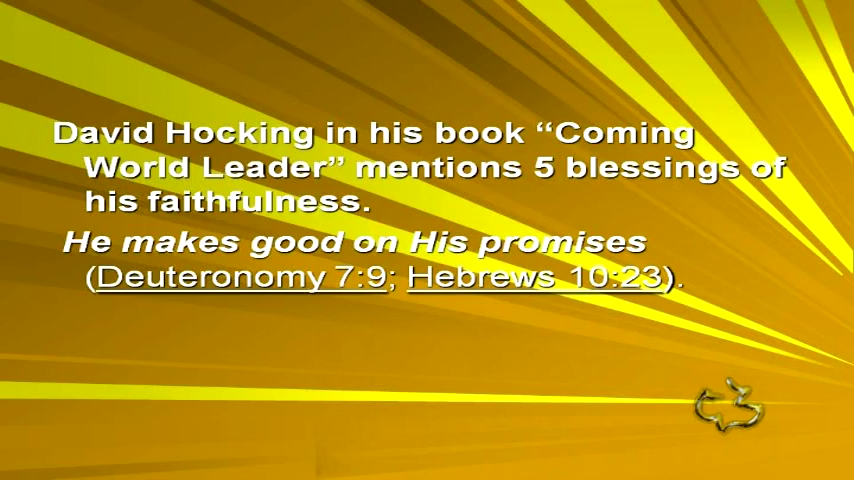 David Hocking in his book “Coming
World Leader” mentions 5 blessings of
his faithfulness.
He makes good on His promises
(Deuteronomy 7:9; Hebrews 10:23).